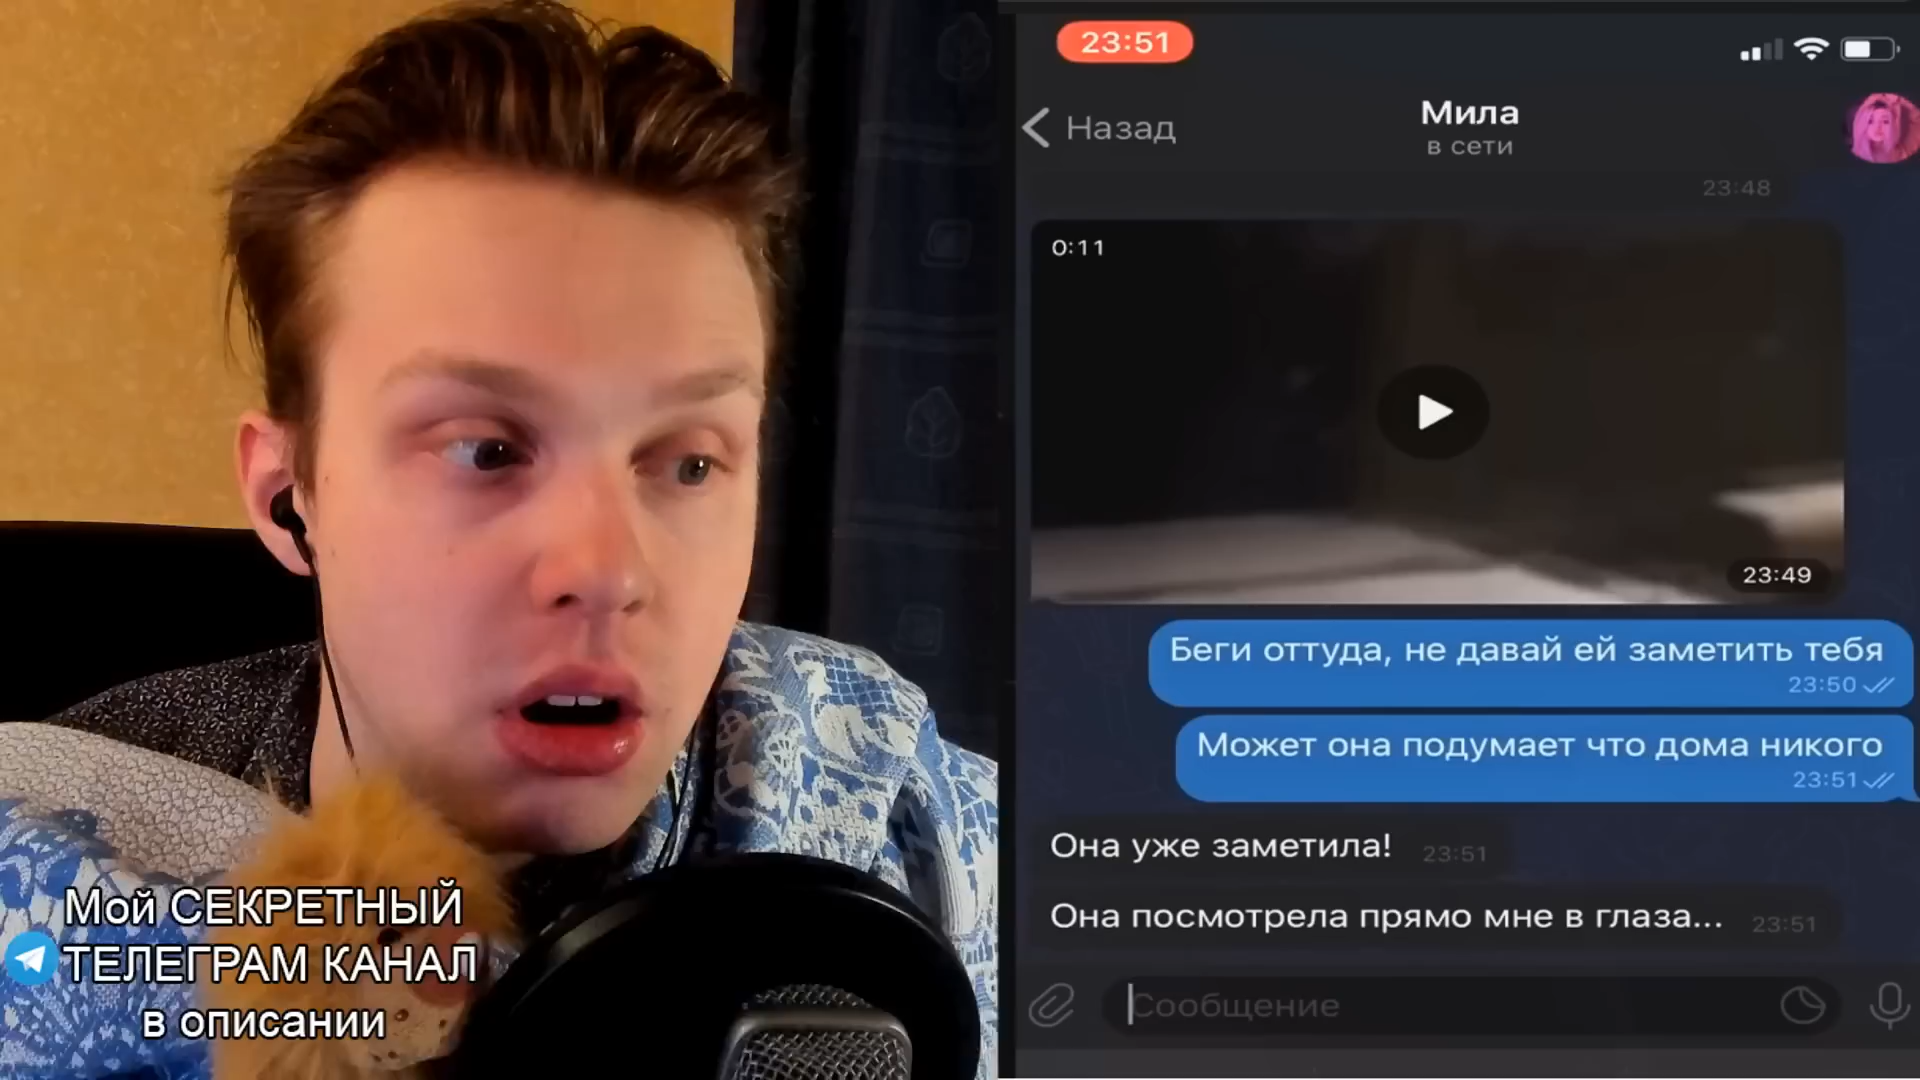 23:51
Назад
Мила
в сети
23:48
0:11
23:49
Беги оттуда, не давай ей заметить тебя
23:50
Может она подумает что дома никого
23:51
Она уже заметила! 23:51
Она посмотрела прямо мне в глаза... 23:51
Сообщение
Мой СЕКРЕТНЫЙ
ТЕЛЕГРАМ КАНАЛ
в описании